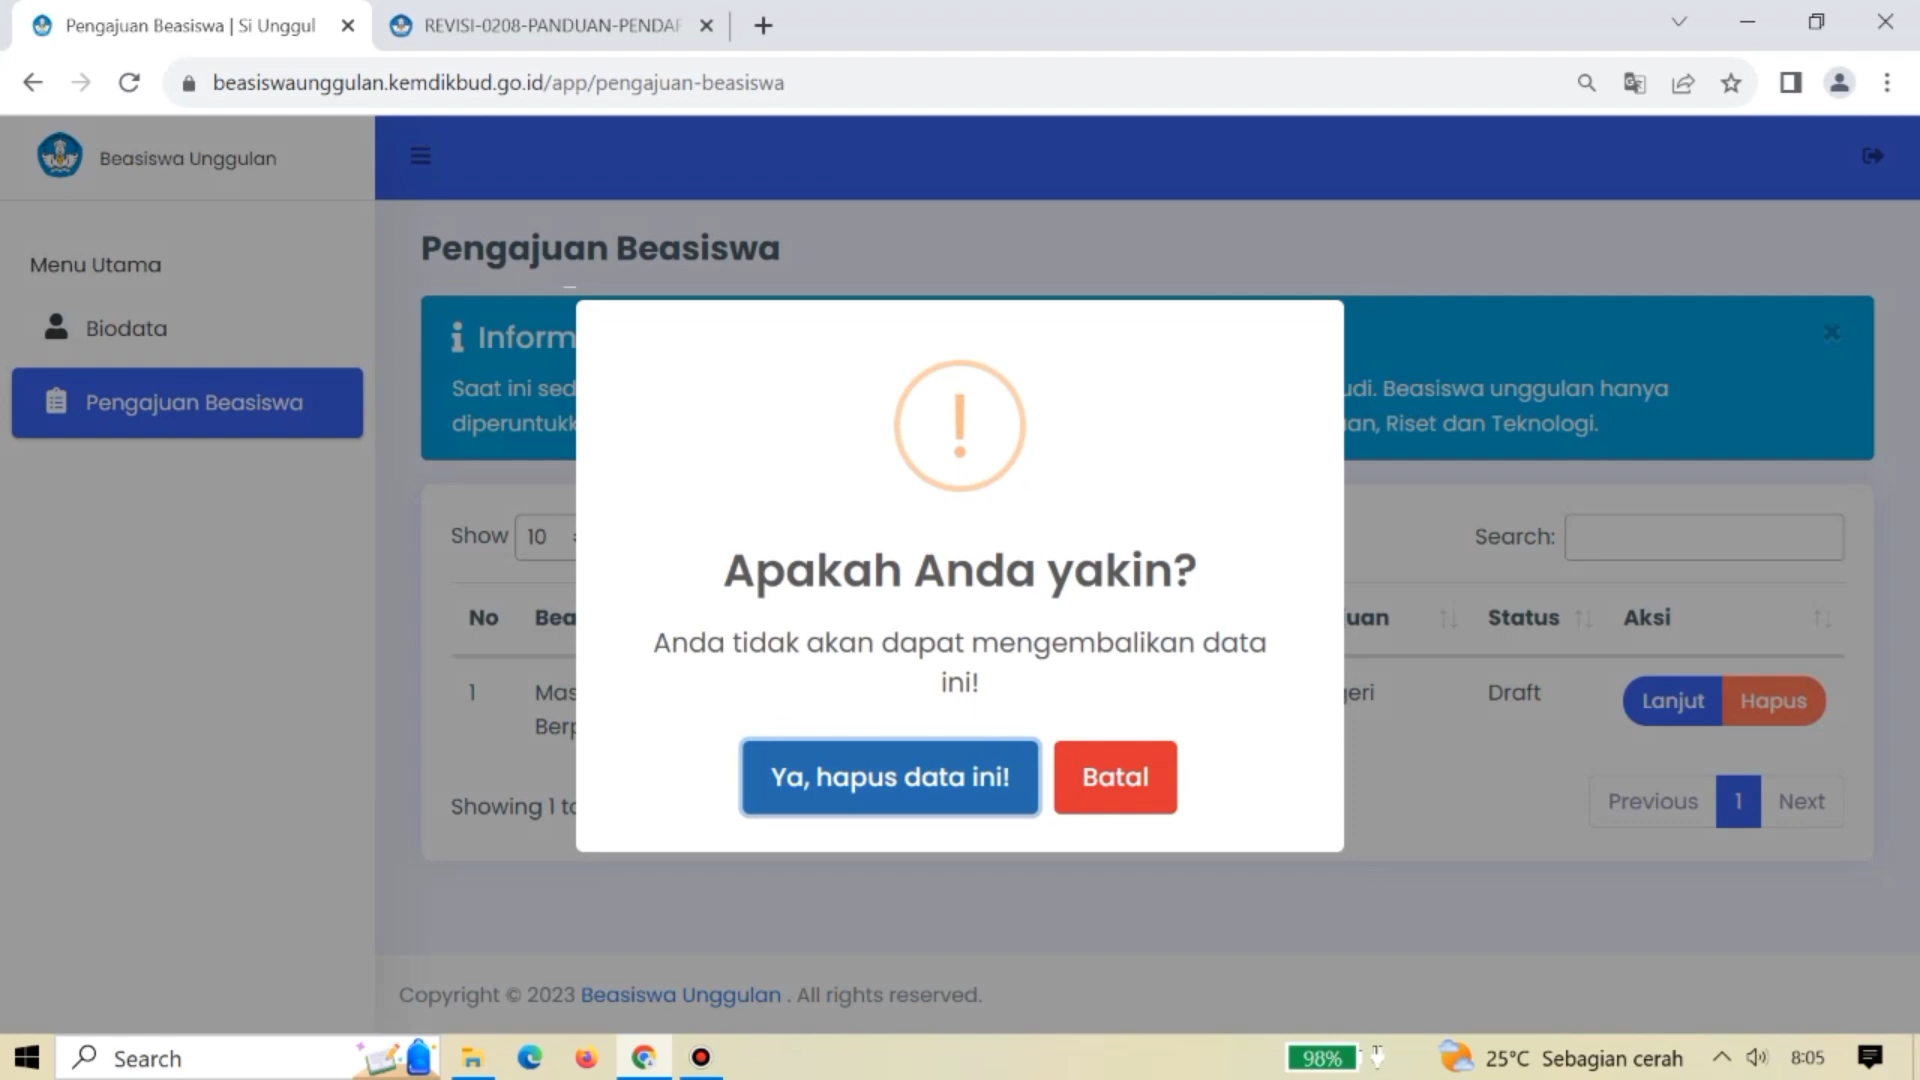 Pengajuan Beasiswa | Si Unggul
REVISI-0208-PANDUAN-PENDAF
beasiswaunggulan.kemdikbud.go.id/app/pengajuan-beasiswa
Beasiswa Unggulan
Menu Utama
Biodata
Pengajuan Beasiswa
Pengajuan Beasiswa
Inform
Saat ini sed udi. Beasiswa unggulan hanya
diperuntukk an, Riset dan Teknologi.
Show 10
Search:
No Bea uan Status Aksi
1 Mas eri Draft Lanjut Hapus
Berp
Showing 1 to
Previous 1 Next
Apakah Anda yakin?
Anda tidak akan dapat mengembalikan data
ini!
Ya, hapus data ini! Batal
Copyright © 2023 Beasiswa Unggulan . All rights reserved.
Search
98%
25°C Sebagian cerah
8:05